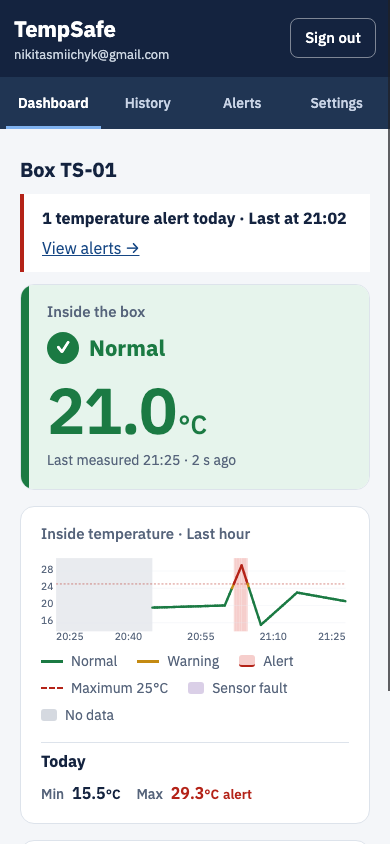 TempSafe
nikitasmiichyk@gmail.com
Sign out
Dashboard History Alerts Settings
Box TS-01
1 temperature alert today · Last at 21:02
View alerts →
Inside the box
Normal
21.0°C
Last measured 21:25 · 2 s ago
Inside temperature · Last hour
28
24
20
16
20:25 20:40 20:55 21:10 21:25
Normal Warning Alert
Maximum 25°C Sensor fault
No data
Today
Min 15.5°C Max 29.3°C alert